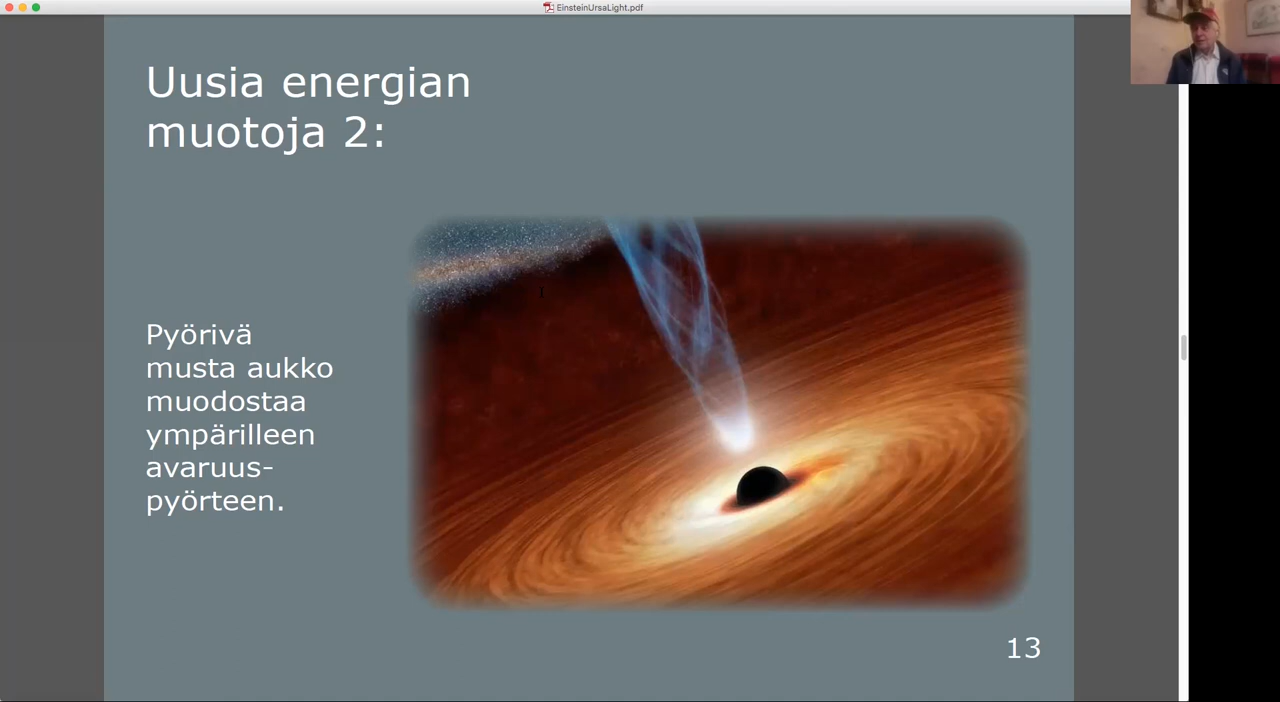 EinsteinUrsaLight.pdf
Uusia energian
muotoja 2:
Pyörivä
musta aukko
muodostaa
ympärilleen
avaruus-
pyörteen.
13